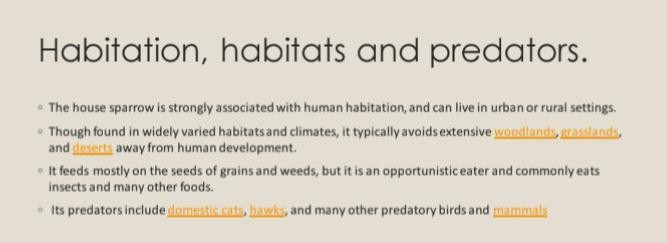 Habitation, habitats and predators.
The house sparrow is strongly associated with human habitation, and can live in urban or rural settings.
Though found in widely varied habitats and climates, it typically avoids extensive woodlands, grasslands,
and deserts away from human development.
It feeds mostly on the seeds of grains and weeds, but it is an opportunistic eater and commonly eats
insects and many other foods.
Its predators include domestic cats, hawks, and many other predatory birds and mammals